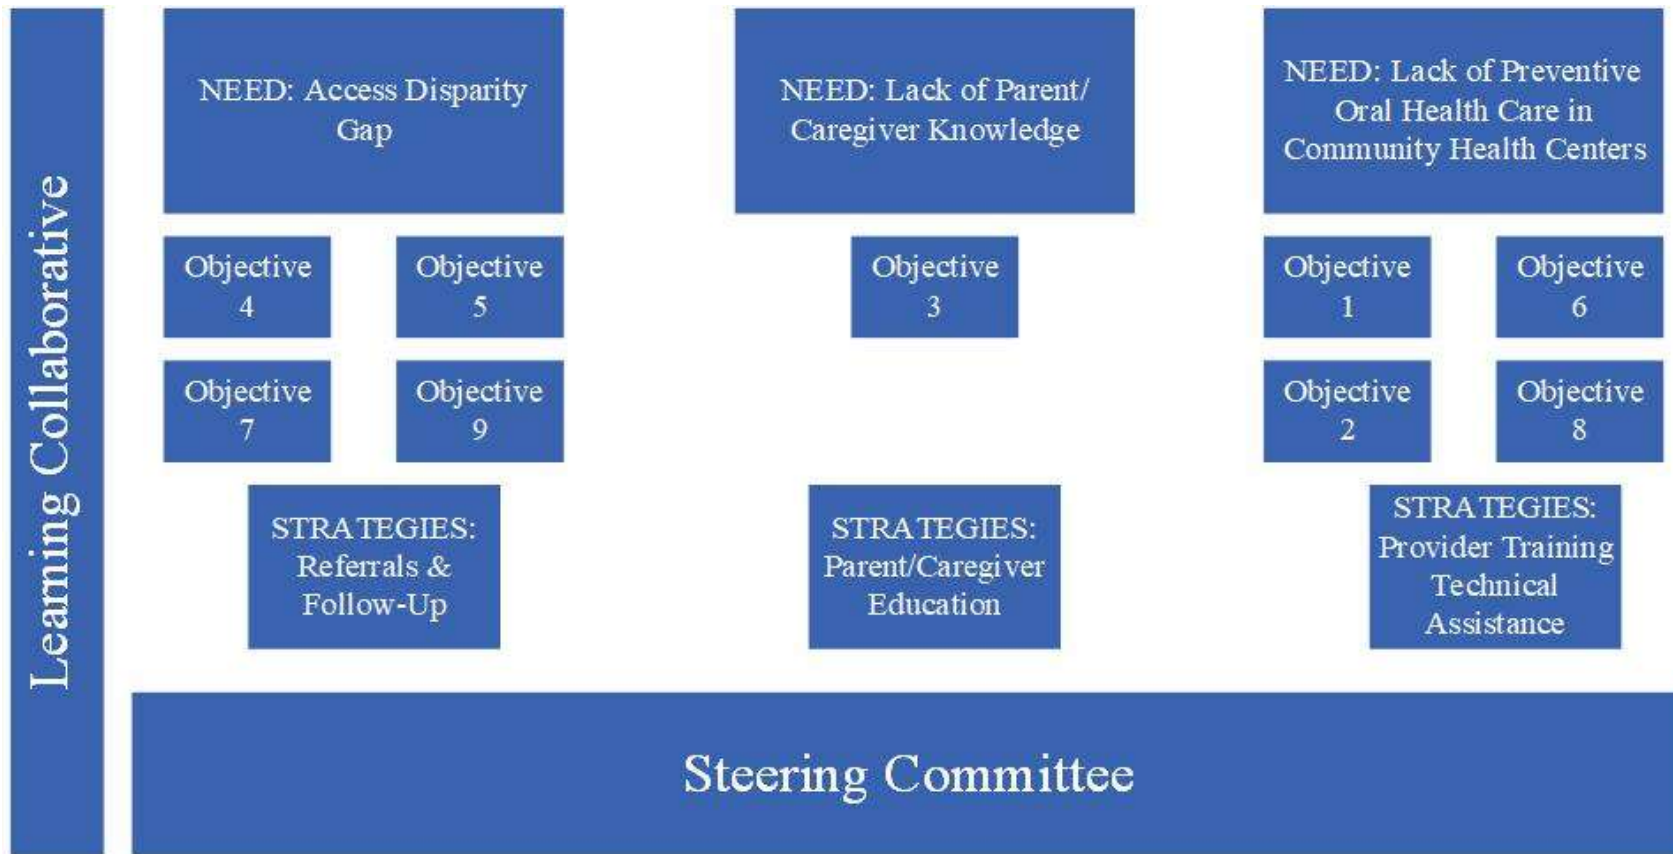 Learning Collaborative
NEED: Access Disparity
Gap
NEED: Lack of Parent/
Caregiver Knowledge
NEED: Lack of Preventive
Oral Health Care in
Community Health Centers
Objective
4
Objective
5
Objective
3
Objective
1
Objective
6
Objective
7
Objective
9
Objective
2
Objective
8
STRATEGIES:
Referrals &
Follow-Up
STRATEGIES:
Parent/Caregiver
Education
STRATEGIES:
Provider Training
Technical
Assistance
Steering Committee